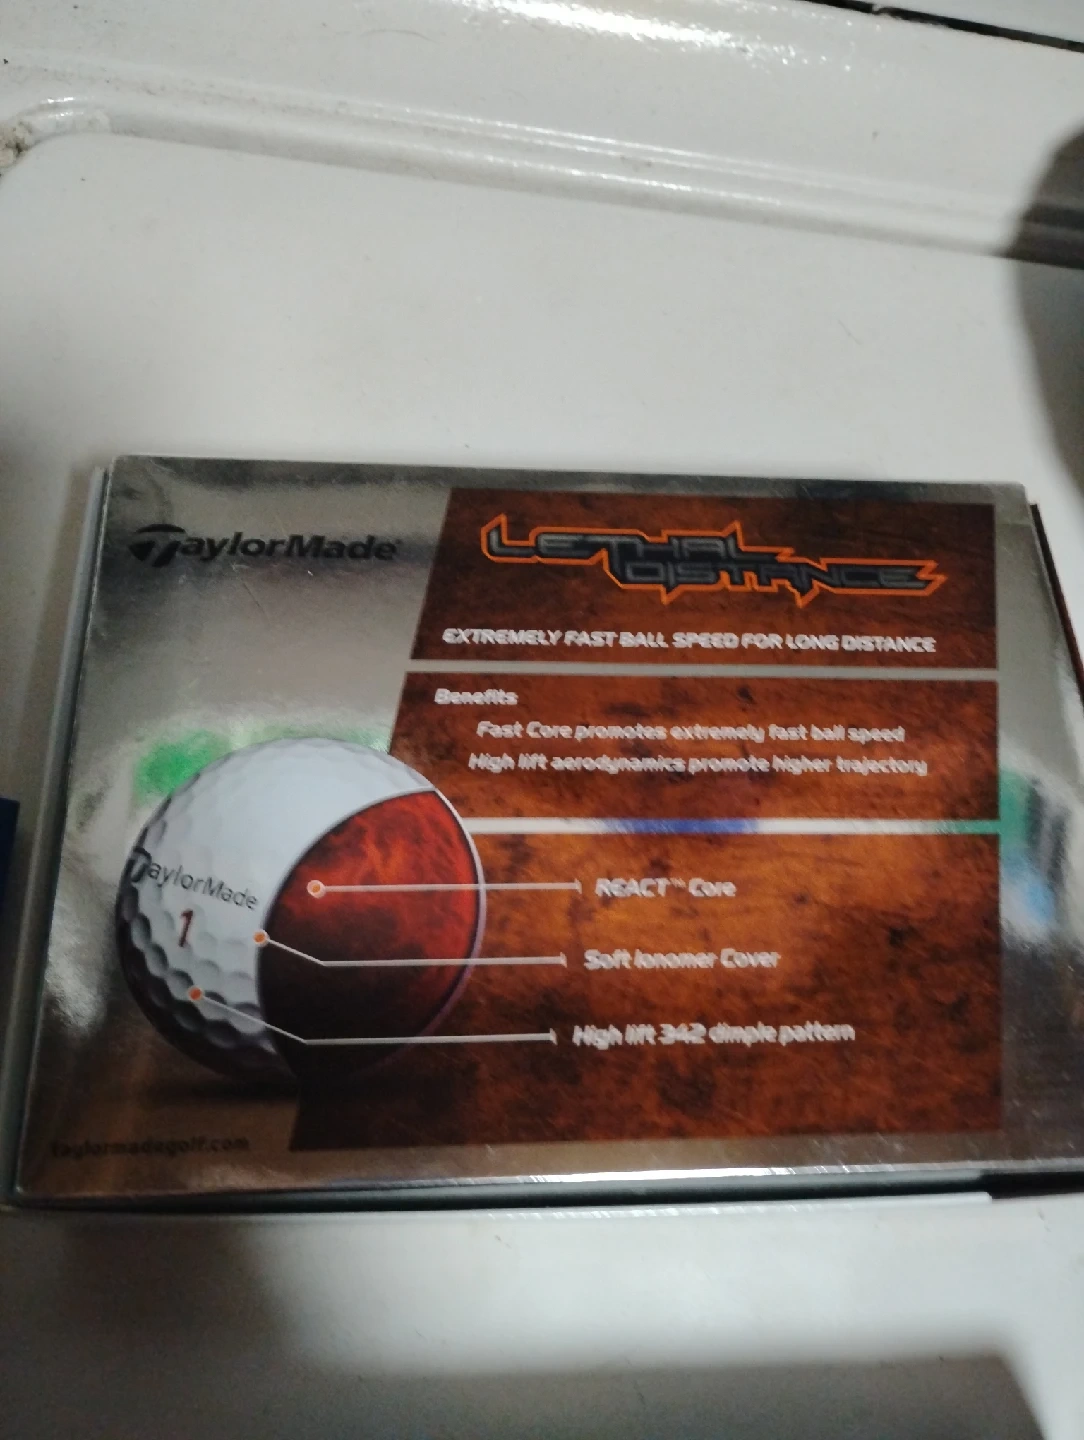 TaylorMade®
LETHAL
DISTANCE
EXTREMELY FAST BALL SPEED FOR LONG DISTANCE
Benefits
Fast Core promotes extremely fast ball speed
High lift aerodynamics promote higher trajectory
TaylorMade
1
REACT™ Core
Soft Ionomer Cover
High lift 342 dimple pattern
taylormadegolf.com